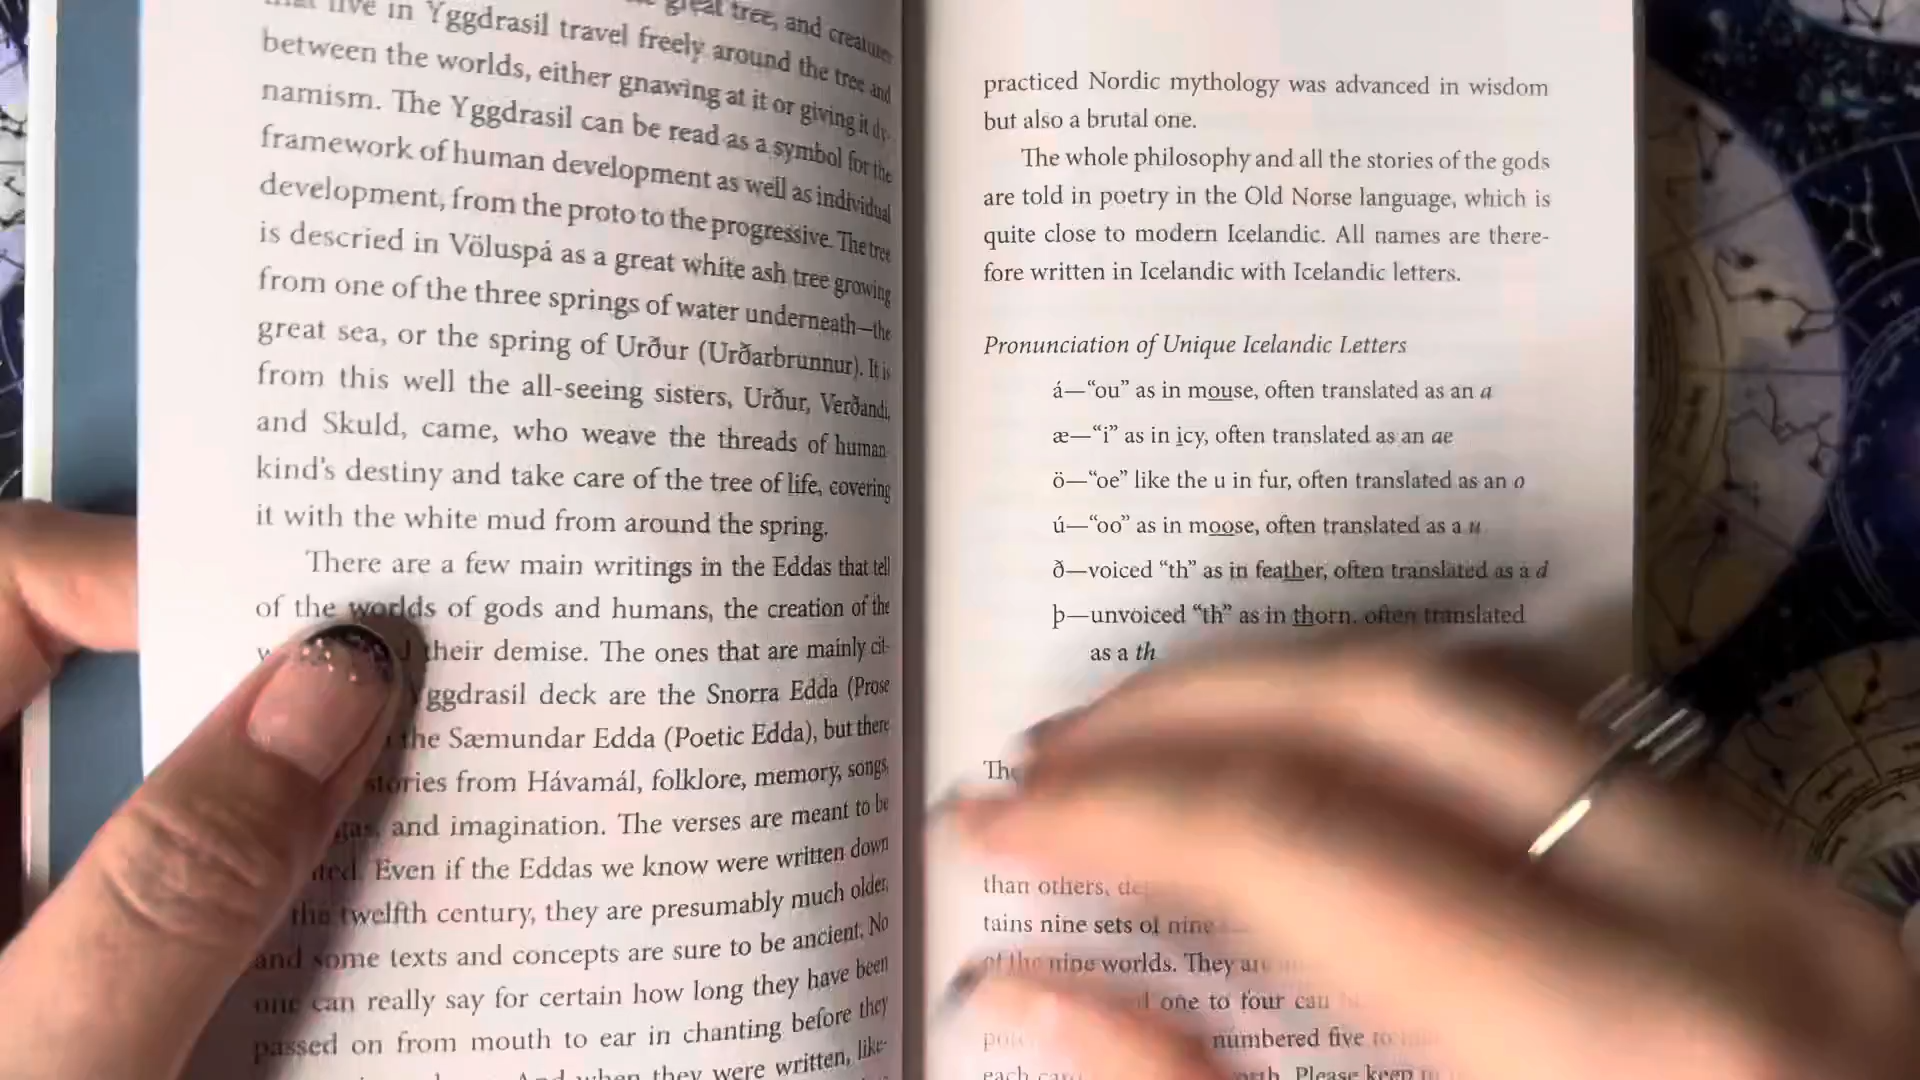 great tree, and creatures
that live in Yggdrasil travel freely around the tree and
between the worlds, either gnawing at it or giving it dy-
namism. The Yggdrasil can be read as a symbol for the
framework of human development as well as individual
development, from the proto to the progressive. The tree
is descried in Völuspá as a great white ash tree growing
from one of the three springs of water underneath—the
great sea, or the spring of Urður (Urðarbrunnur). It is
from this well the all-seeing sisters, Urður, Verðandi,
and Skuld, came, who weave the threads of human-
kind's destiny and take care of the tree of life, covering
it with the white mud from around the spring.
There are a few main writings in the Eddas that tell
of the worlds of gods and humans, the creation of the
their demise. The ones that are mainly cit-
Yggdrasil deck are the Snorra Edda (Prose
the Sæmundar Edda (Poetic Edda), but there
stories from Hávamál, folklore, memory, songs,
and imagination. The verses are meant to be
Even if the Eddas we know were written down
the twelfth century, they are presumably much older,
and some texts and concepts are sure to be ancient. No
one can really say for certain how long they have been
passed on from mouth to ear in chanting before they
And when they were written, like-
practiced Nordic mythology was advanced in wisdom
but also a brutal one.
The whole philosophy and all the stories of the gods
are told in poetry in the Old Norse language, which is
quite close to modern Icelandic. All names are there-
fore written in Icelandic with Icelandic letters.
Pronunciation of Unique Icelandic Letters
á—“ou” as in mouse, often translated as an a
æ—“i” as in icy, often translated as an ae
ö—“oe” like the u in fur, often translated as an o
ú—“oo” as in moose, often translated as a u
ð—voiced “th” as in feather, often translated as a d
þ—unvoiced “th” as in thorn, often translated
as a th
than others,
tains nine sets of nine
of the nine worlds. They are
one to four can
numbered five to
Please keep